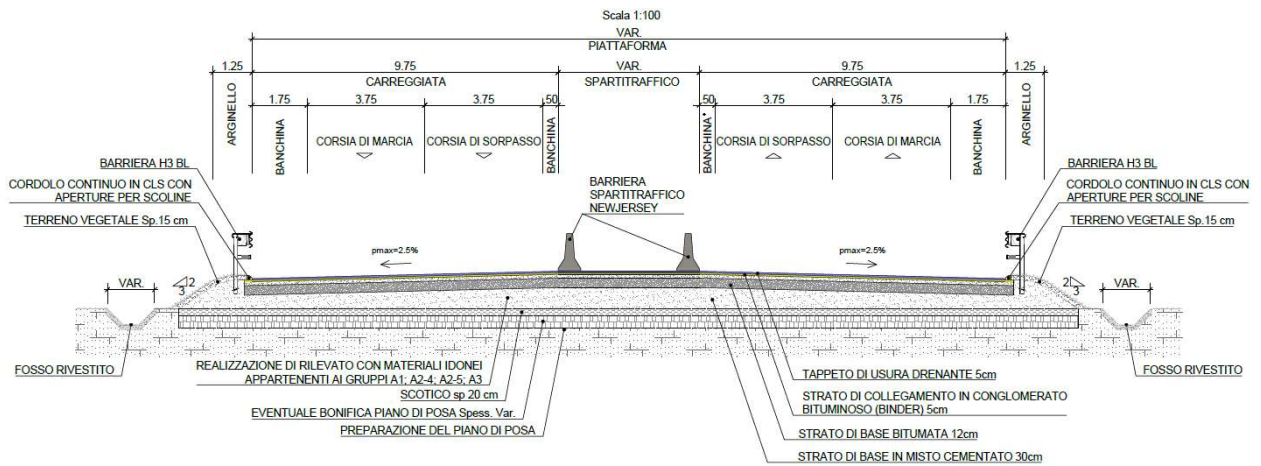 Scala 1:100
VAR.
PIATTAFORMA
1.25 9.75 VAR. 9.75 1.25
CARREGGIATA SPARTITRAFFICO CARREGGIATA
ARGINELLO ARGINELLO
1.75 3.75 3.75 50 50 3.75 3.75 1.75
BANCHINA CORSIA DI MARCIA CORSIA DI SORPASSO BANCHINA BANCHINA* CORSIA DI SORPASSO CORSIA DI MARCIA BANCHINA
BARRIERA H3 BL
CORDOLO CONTINUO IN CLS CON
APERTURE PER SCOLINE
TERRENO VEGETALE Sp.15 cm
BARRIERA
SPARTITRAFFICO
NEWJERSEY
BARRIERA H3 BL
CORDOLO CONTINUO IN CLS CON
APERTURE PER SCOLINE
TERRENO VEGETALE Sp.15 cm
pmax=2.5% pmax=2.5%
VAR. 2 3 2 3 VAR.
FOSSO RIVESTITO
REALIZZAZIONE DI RILEVATO CON MATERIALI IDONEI
APPARTENENTI AI GRUPPI A1; A2-4; A2-5; A3
SCOTICO sp 20 cm
EVENTUALE BONIFICA PIANO DI POSA Spess. Var.
PREPARAZIONE DEL PIANO DI POSA
TAPPETO DI USURA DRENANTE 5cm
STRATO DI COLLEGAMENTO IN CONGLOMERATO
BITUMINOSO (BINDER) 5cm
STRATO DI BASE BITUMATA 12cm
STRATO DI BASE IN MISTO CEMENTATO 30cm
FOSSO RIVESTITO